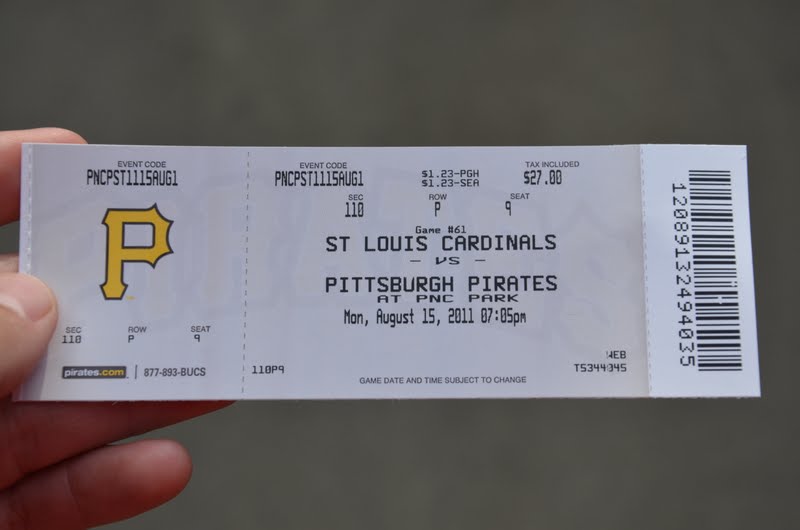 EVENT CODE
PNCPST1115AUG1
P
SEC ROW SEAT
110 P 9
pirates.com | 877-893-BUCS
EVENT CODE
PNCPST1115AUG1
$1.23-PGH
$1.23-SEA
TAX INCLUDED
$27.00
SEC ROW SEAT
110 P 9
Game #61
ST LOUIS CARDINALS
- VS -
PITTSBURGH PIRATES
AT PNC PARK
Mon, August 15, 2011 07:05pm
110P9
WEB
GAME DATE AND TIME SUBJECT TO CHANGE
12089132494035